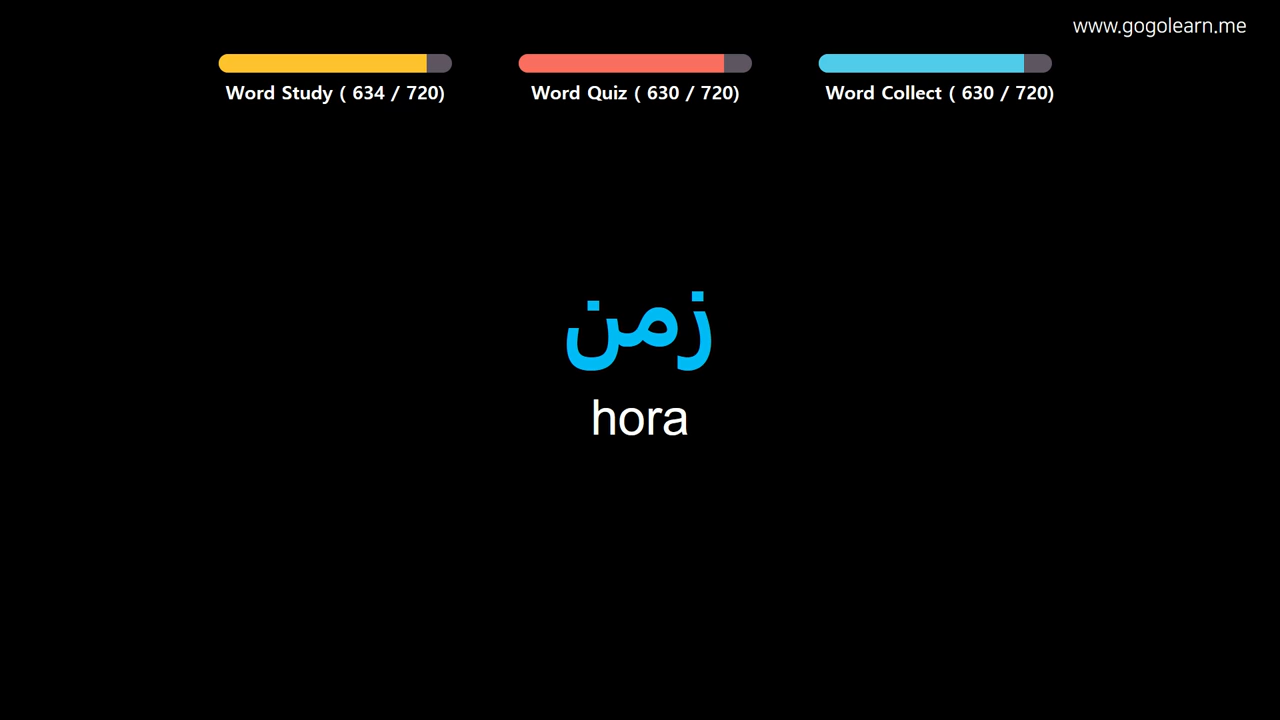 www.gogolearn.me
Word Study ( 634 / 720)
Word Quiz ( 630 / 720)
Word Collect ( 630 / 720)
زمن
hora